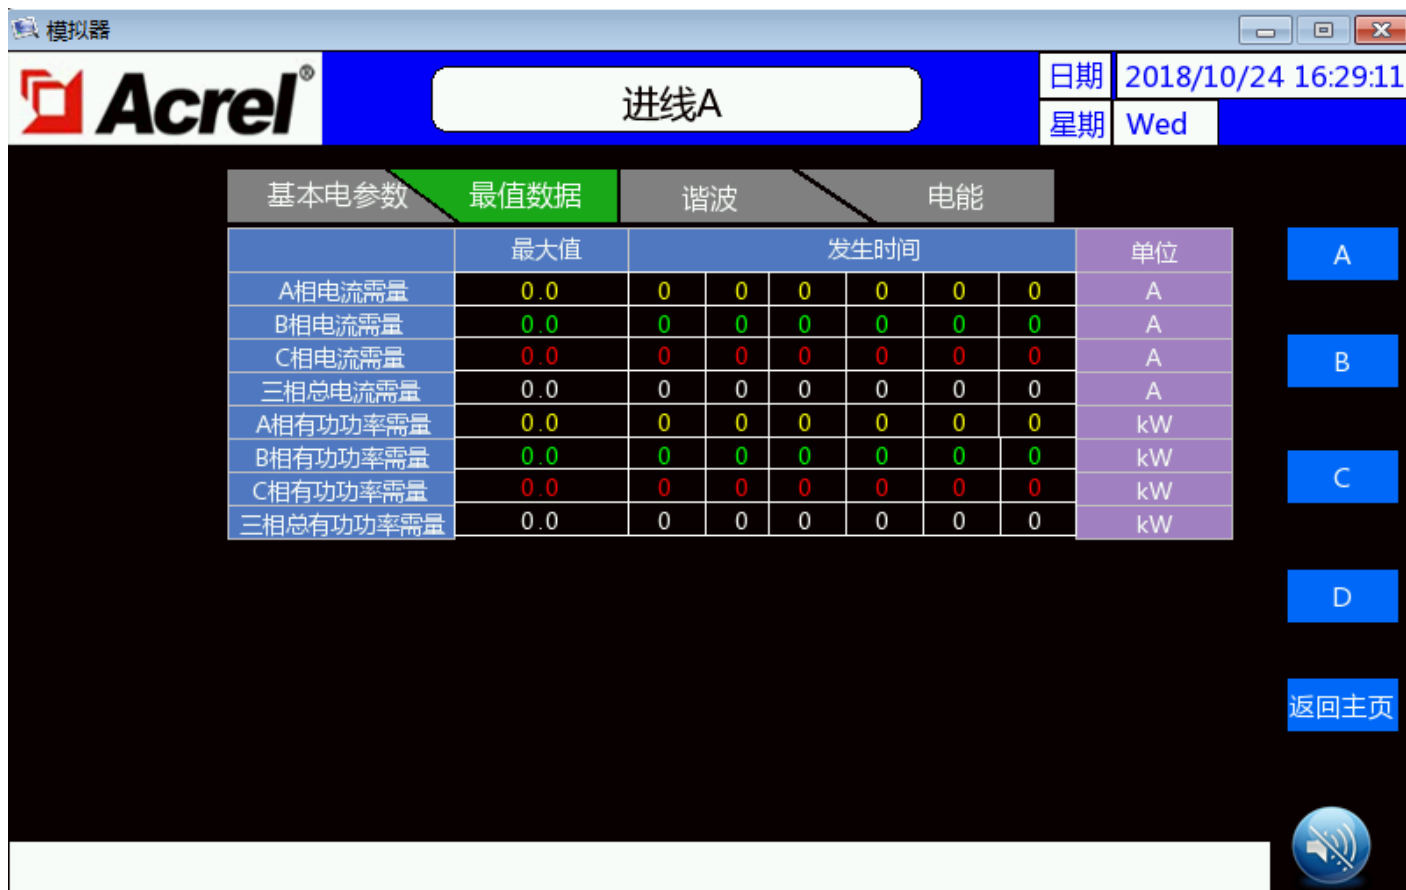 模拟器
Acrel®
进线A
日期 2018/10/24 16:29:11
星期 Wed
基本电参数 最值数据 谐波 电能
最大值 发生时间 单位
A相电流需量 0.0 0 0 0 0 0 0 A
B相电流需量 0.0 0 0 0 0 0 0 A
C相电流需量 0.0 0 0 0 0 0 0 A
三相总电流需量 0.0 0 0 0 0 0 0 A
A相有功功率需量 0.0 0 0 0 0 0 0 kW
B相有功功率需量 0.0 0 0 0 0 0 0 kW
C相有功功率需量 0.0 0 0 0 0 0 0 kW
三相总有功功率需量 0.0 0 0 0 0 0 0 kW
A
B
C
D
返回主页